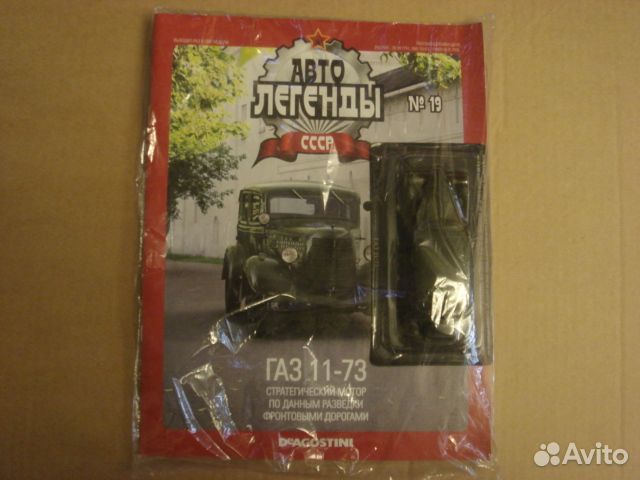 АВТО
ЛЕГЕНДЫ
СССР
№ 19
ГАЗ 11-73
СТРАТЕГИЧЕСКИЙ МОТОР
ПО ДАННЫМ РАЗВЕДКИ
ФРОНТОВЫМИ ДОРОГАМИ
DeAGOSTINI
Avito